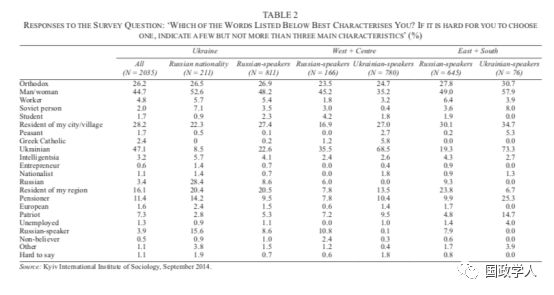 TABLE 2
RESPONSES TO THE SURVEY QUESTION: 'WHICH OF THE WORDS LISTED BELOW BEST CHARACTERISES YOU? IF IT IS HARD FOR YOU TO CHOOSE
ONE, INDICATE A FEW BUT NOT MORE THAN THREE MAIN CHARACTERISTICS' (%)
Ukraine West + Centre East + South
All Russian nationality Russian-speakers Russian-speakers Ukrainian-speakers Russian-speakers Ukrainian-speakers
(N = 2035) (N = 211) (N = 811) (N = 166) (N = 780) (N = 645) (N = 76)
Orthodox 26.2 26.5 26.9 23.5 24.7 27.8 30.7
Man/woman 44.7 52.6 48.2 45.2 35.2 49.0 57.9
Worker 4.8 5.7 5.4 1.8 3.2 6.4 3.9
Soviet person 2.0 7.1 3.5 3.0 0.4 3.6 8.0
Student 1.7 0.9 2.3 4.2 1.8 1.9 0.0
Resident of my city/village 28.2 22.3 27.4 16.9 27.0 30.1 34.7
Peasant 1.7 0.5 0.1 0.0 2.7 0.2 5.3
Greek Catholic 2.4 0 0.2 1.2 5.8 0.0 0.0
Ukrainian 47.1 8.5 22.6 35.5 68.5 19.3 73.3
Intelligentsia 3.2 5.7 4.1 2.4 2.6 4.3 2.7
Entrepreneur 0.6 1.4 0.7 0.0 0.4 0.9 0.0
Nationalist 1.1 1.4 0.7 0.0 1.8 0.9 1.3
Russian 3.4 28.4 8.6 6.0 0.0 9.3 0.0
Resident of my region 16.1 20.4 20.5 7.8 13.5 23.8 6.7
Pensioner 11.4 14.2 9.5 7.8 10.4 9.9 25.3
European 1.6 2.4 1.5 0.6 1.4 1.7 0.0
Patriot 7.3 2.8 5.3 7.2 9.5 4.8 14.7
Unemployed 1.3 0.9 1.1 0.0 1.0 1.4 4.0
Russian-speaker 3.9 15.6 8.6 10.8 0.1 7.9 0.0
Non-believer 0.5 0.9 1.0 2.4 0.3 0.6 0.0
Other 1.1 3.8 1.5 1.2 0.4 1.7 3.9
Hard to say 1.1 1.9 0.7 0.6 1.8 0.8 0.0
Source: Kyiv International Institute of Sociology, September 2014.
国政学人